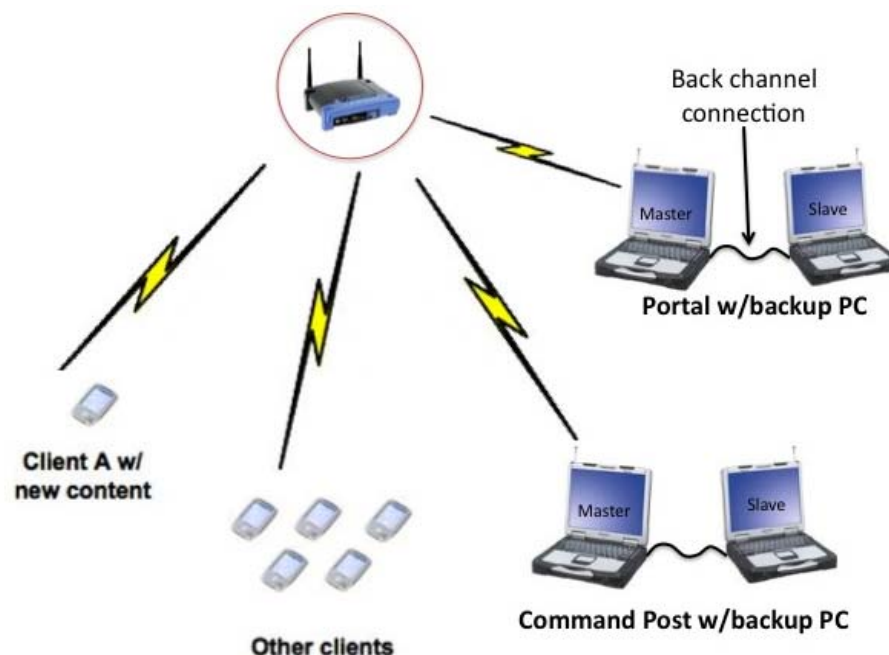 Back channel
connection
Master
Slave
Portal w/backup PC
Client A w/
new content
Master
Slave
Command Post w/backup PC
Other clients